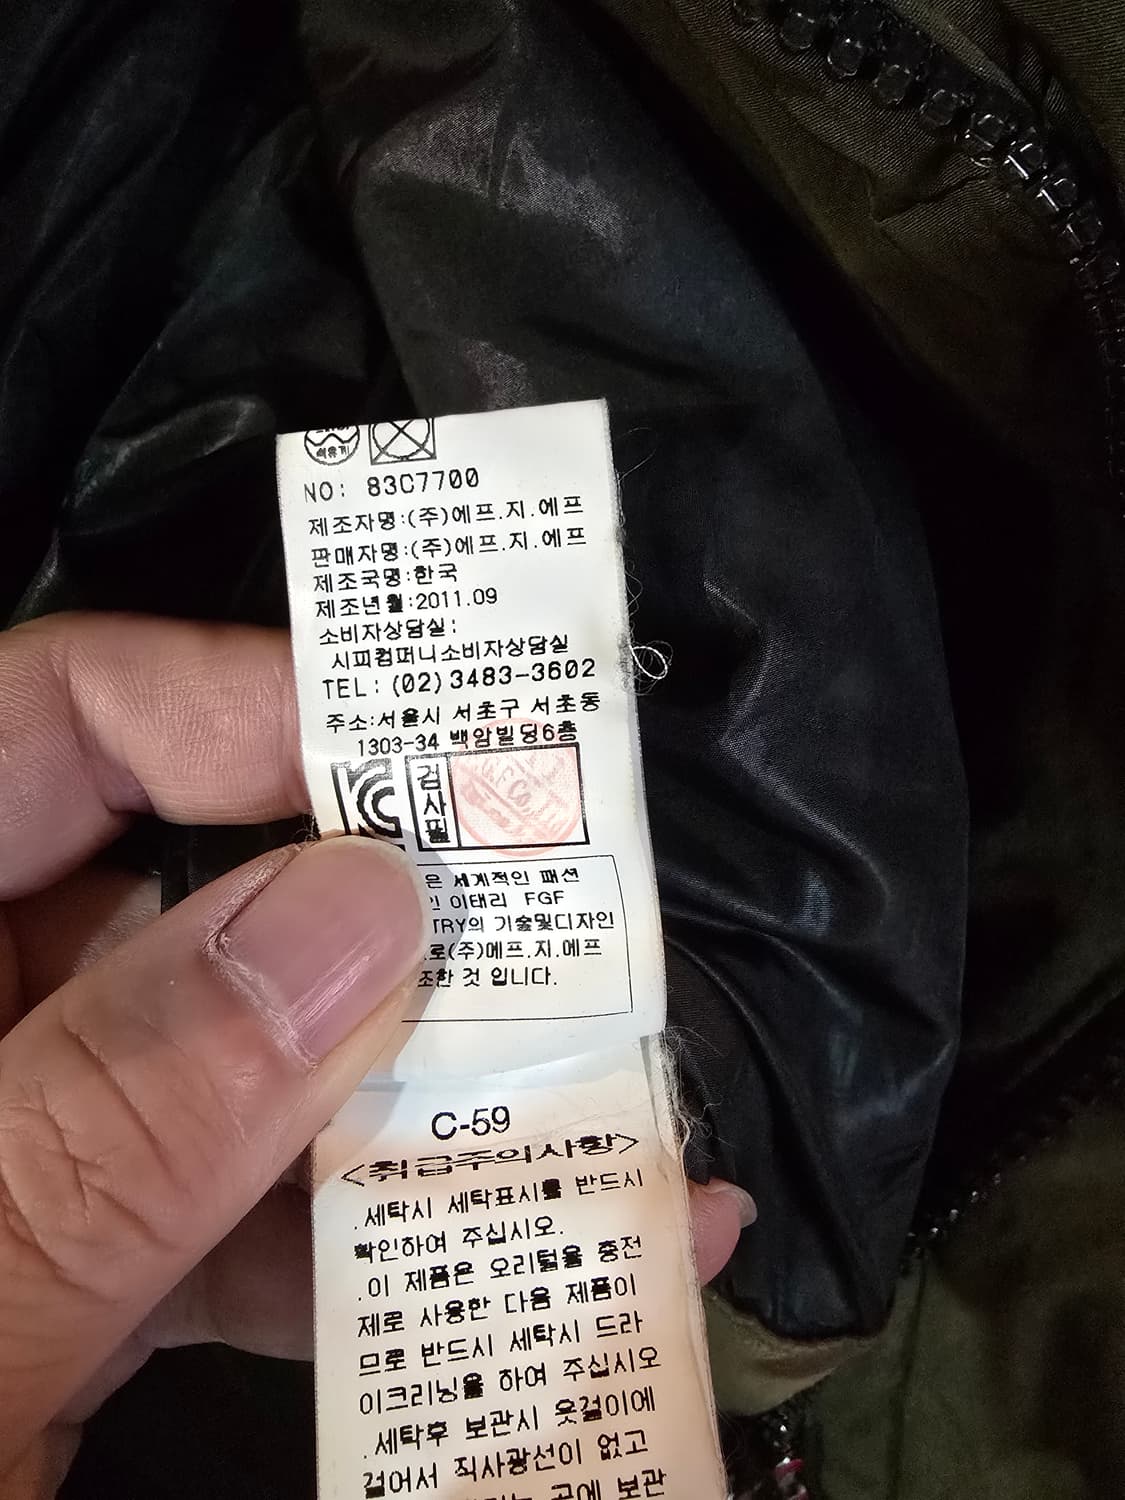 석유계
NO: 83C7700
제조자명:(주)에프.지.에프
판매자명:(주)에프.지.에프
제조국명:한국
제조년월:2011.09
소비자상담실:
시피컴퍼니소비자상담실
TEL: (02)3483-3602
주소:서울시 서초구 서초동
1303-34 백암빌딩6층
KC 검사필
은 세계적인 패션
인 이태리 FGF
TRY의 기술및디자인
로(주)에프.지.에프
조한 것 입니다.
C-59
<취급주의사항>
.세탁시 세탁표시를 반드시
확인하여 주십시오.
.이 제품은 오리털을 충전
제로 사용한 다음 제품이
므로 반드시 세탁시 드라
이크리닝을 하여 주십시오
.세탁후 보관시 옷걸이에
걸어서 직사광선이 없고
곳에 보관